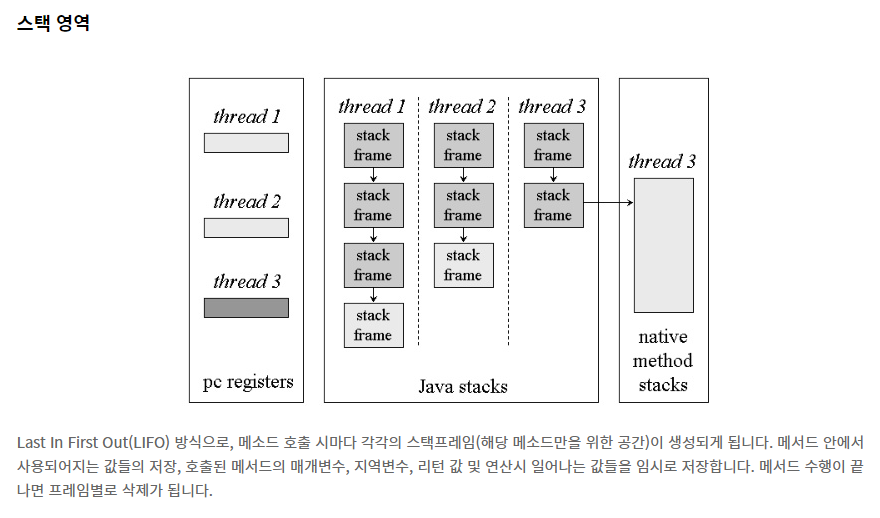 스택 영역
thread 1
thread 2
thread 3
pc registers
thread 1
thread 2
thread 3
stack
frame
stack
frame
stack
frame
stack
frame
stack
frame
stack
frame
stack
frame
stack
frame
stack
frame
Java stacks
thread 3
native
method
stacks
Last In First Out(LIFO) 방식으로, 메소드 호출 시마다 각각의 스택프레임(해당 메소드만을 위한 공간)이 생성되게 됩니다. 메서드 안에서
사용되어지는 값들의 저장, 호출된 메서드의 매개변수, 지역변수, 리턴 값 및 연산시 일어나는 값들을 임시로 저장합니다. 메서드 수행이 끝
나면 프레임별로 삭제가 됩니다.